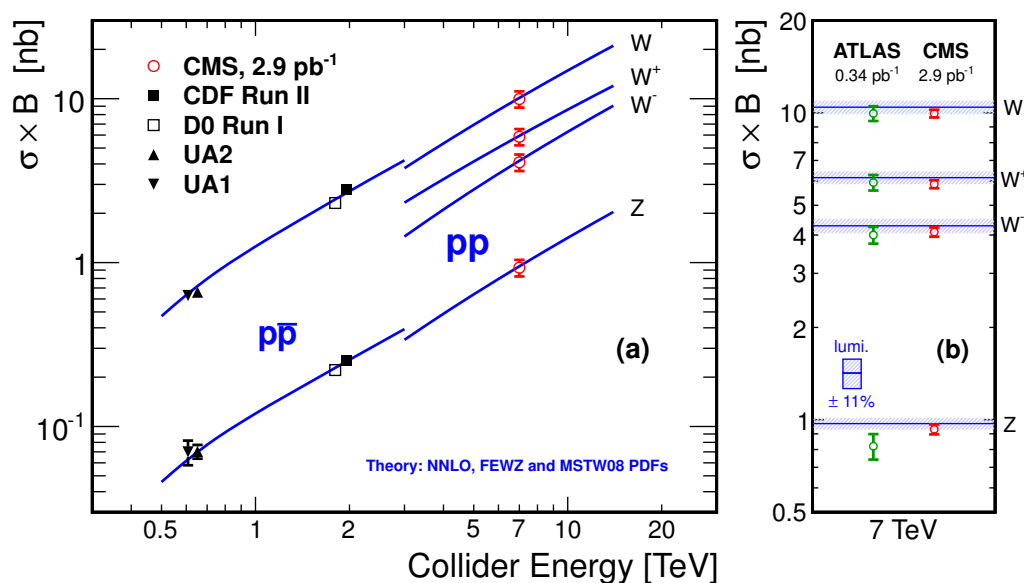 σ × B [nb]
10
1
10⁻¹
CMS, 2.9 pb⁻¹
CDF Run II
D0 Run I
UA2
UA1
W
W⁺
W⁻
Z
pp
pp̅
(a)
Theory: NNLO, FEWZ and MSTW08 PDFs
0.5 1 2 5 7 10 20
Collider Energy [TeV]
σ × B [nb]
20
10
7
5
4
3
2
1
0.5
ATLAS CMS
0.34 pb⁻¹ 2.9 pb⁻¹
W
W⁺
W⁻
lumi.
± 11%
(b)
Z
7 TeV